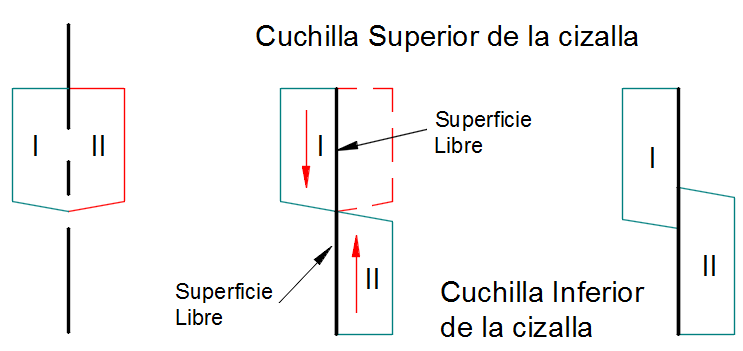 Cuchilla Superior de la cizalla
I
II
I
Superficie
Libre
I
Superficie
Libre
II
II
Cuchilla Inferior
de la cizalla